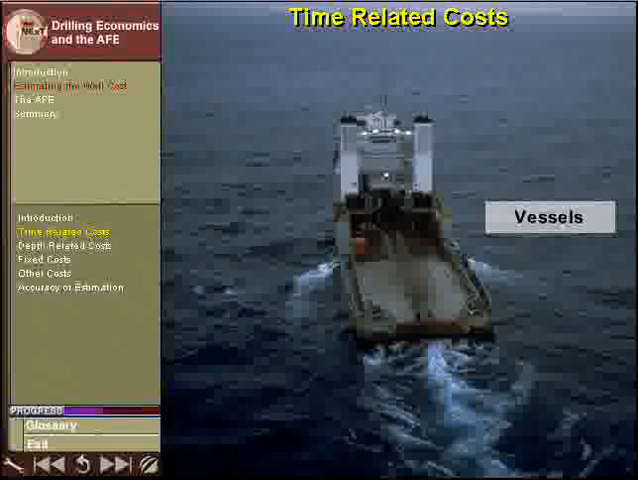 Time Related Costs
NExT
Drilling Economics
and the AFE
Introduction
Estimating the Well Cost
The AFE
Summary
Vessels
Introduction
Time Related Costs
Depth Related Costs
Fixed Costs
Other Costs
Accuracy of Estimation
PROGRESS
Glossary
Exit